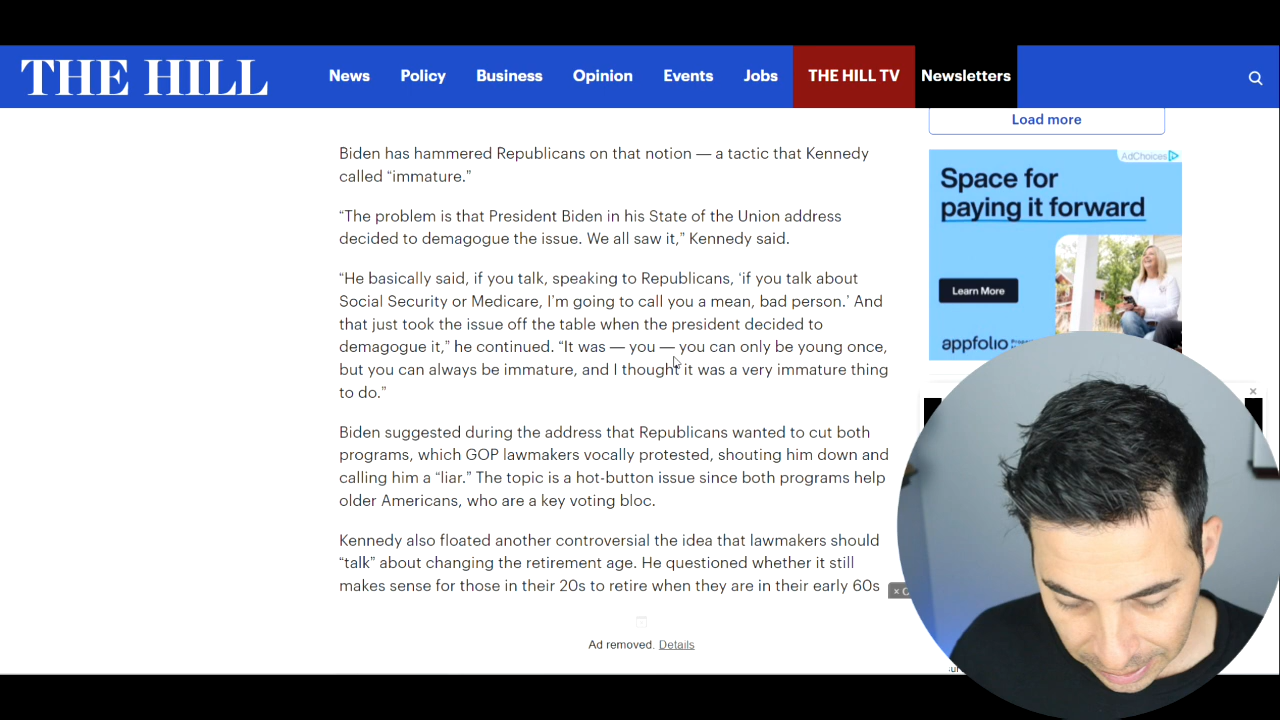 THE HILL
News Policy Business Opinion Events Jobs THE HILL TV Newsletters
Biden has hammered Republicans on that notion — a tactic that Kennedy
called “immature.”
“The problem is that President Biden in his State of the Union address
decided to demagogue the issue. We all saw it,” Kennedy said.
“He basically said, if you talk, speaking to Republicans, ‘if you talk about
Social Security or Medicare, I’m going to call you a mean, bad person.’ And
that just took the issue off the table when the president decided to
demagogue it,” he continued. “It was — you — you can only be young once,
but you can always be immature, and I thought it was a very immature thing
to do.”
Biden suggested during the address that Republicans wanted to cut both
programs, which GOP lawmakers vocally protested, shouting him down and
calling him a “liar.” The topic is a hot-button issue since both programs help
older Americans, who are a key voting bloc.
Kennedy also floated another controversial the idea that lawmakers should
“talk” about changing the retirement age. He questioned whether it still
makes sense for those in their 20s to retire when they are in their early 60s
Ad removed. Details
Load more
AdChoices
Space for
paying it forward
Learn More
appfolio